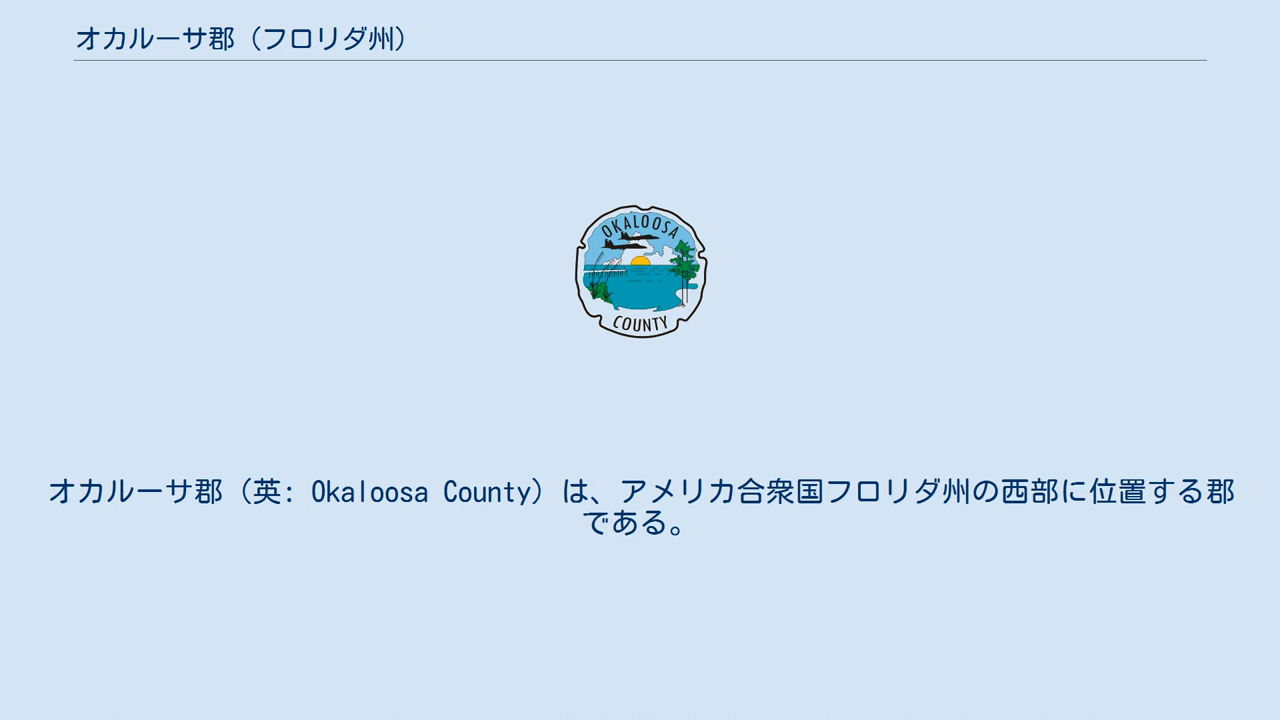 オカルーサ郡（フロリダ州）
OKALOOSA
COUNTY
オカルーサ郡（英: Okaloosa County）は、アメリカ合衆国フロリダ州の西部に位置する郡
である。